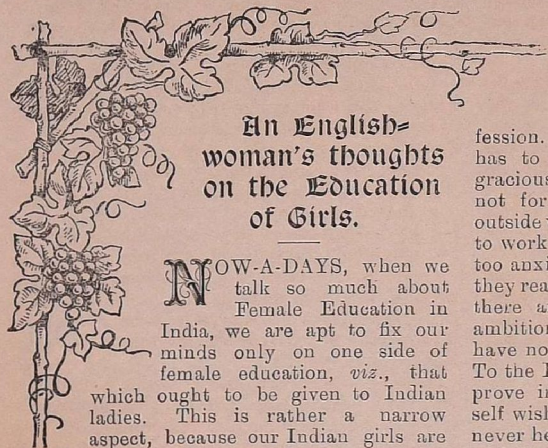 An English=
woman's thoughts
on the Education
of Girls.
NOW-A-DAYS, when we
talk so much about
Female Education in
India, we are apt to fix our
minds only on one side of
female education, viz., that
which ought to be given to Indian
ladies. This is rather a narrow
aspect, because our Indian girls are
fession.
has to
gracious
not for
outside
to work
too anxi
they rea
there a
ambition
have no
To the I
prove in
self wish
never he